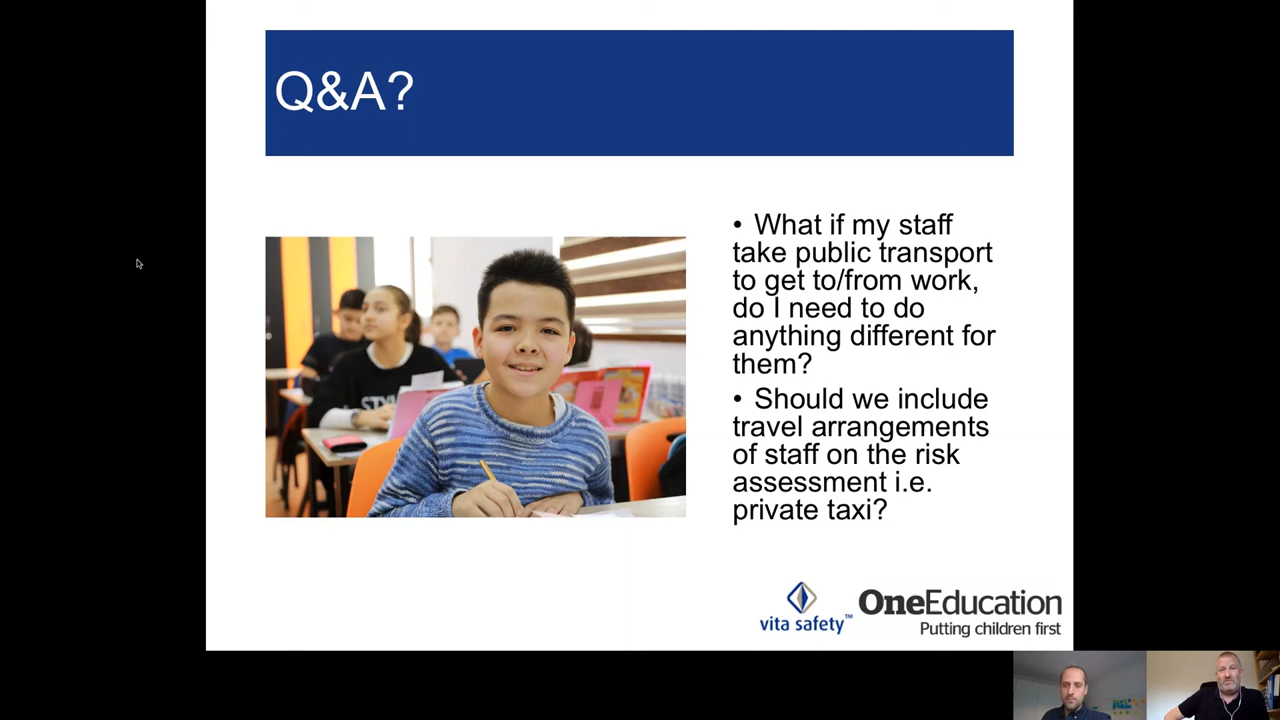 Q&A?
• What if my staff
take public transport
to get to/from work,
do I need to do
anything different for
them?
• Should we include
travel arrangements
of staff on the risk
assessment i.e.
private taxi?
STYL
vita safety™
OneEducation
Putting children first